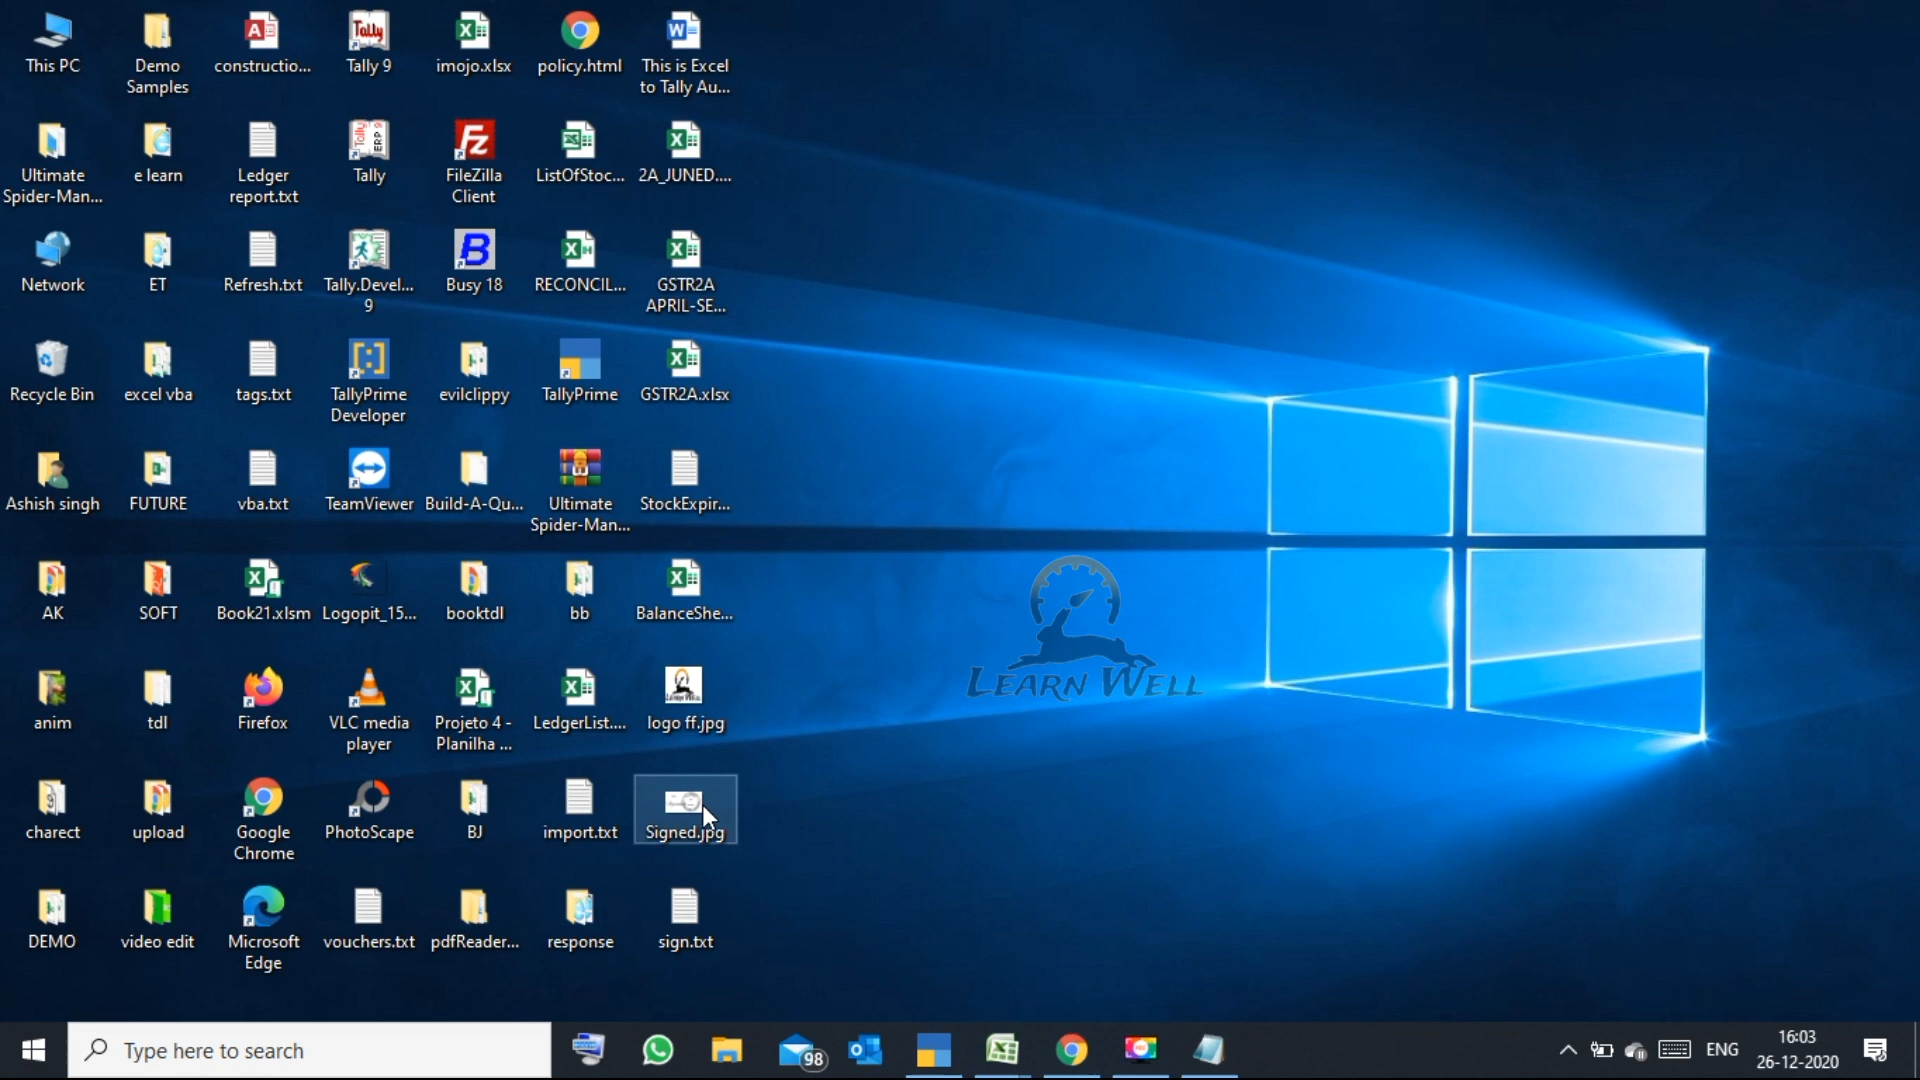 This PC
Demo
Samples
constructio...
Tally 9
imojo.xlsx
policy.html
This is Excel
to Tally Au...
Ultimate
Spider-Man...
e learn
Ledger
report.txt
Tally
FileZilla
Client
ListOfStoc...
2A_JUNED....
Network
ET
Refresh.txt
Tally.Devel...
9
Busy 18
RECONCIL...
GSTR2A
APRIL-SE...
Recycle Bin
excel vba
tags.txt
TallyPrime
Developer
evilclippy
TallyPrime
GSTR2A.xlsx
Ashish singh
FUTURE
vba.txt
TeamViewer
Build-A-Qu...
Ultimate
Spider-Man...
StockExpir...
AK
SOFT
Book21.xlsm
Logopit_15...
booktdl
bb
BalanceShe...
LEARN WELL
anim
tdl
Firefox
VLC media
player
Projeto 4 -
Planilha ...
LedgerList....
logo ff.jpg
charect
upload
Google
Chrome
PhotoScape
BJ
import.txt
Signed.jpg
DEMO
video edit
Microsoft
Edge
vouchers.txt
pdfReader...
response
sign.txt
Type here to search
98
ENG
16:03
26-12-2020